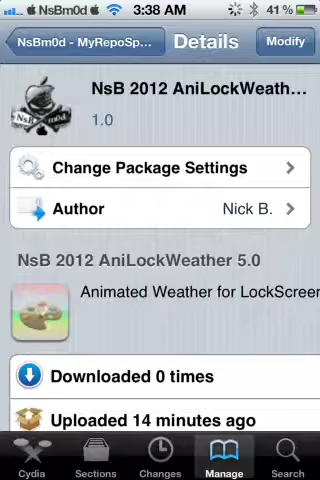 NsBm0d 3:38 AM 41 %
NsBm0d - MyRepoSp... Details Modify
NsB 2012 AniLockWeath...
1.0
NsB m0d
Change Package Settings
Author Nick B.
NsB 2012 AniLockWeather 5.0
Animated Weather for LockScreen
Downloaded 0 times
Uploaded 14 minutes ago
Cydia Sections Changes Manage Search